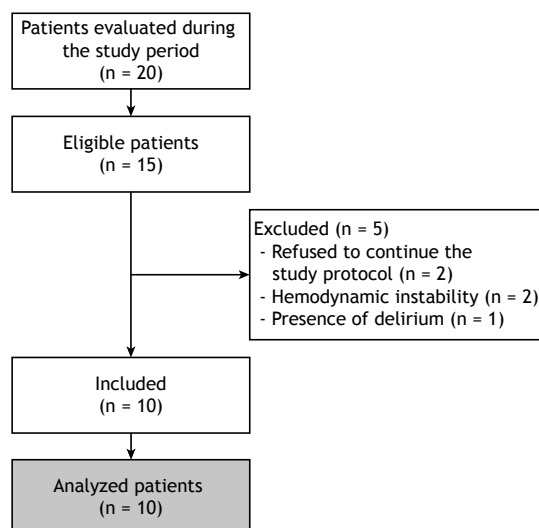 Patients evaluated during
the study period
(n = 20)
Eligible patients
(n = 15)
Excluded (n = 5)
- Refused to continue the
study protocol (n = 2)
- Hemodynamic instability (n = 2)
- Presence of delirium (n = 1)
Included
(n = 10)
Analyzed patients
(n = 10)